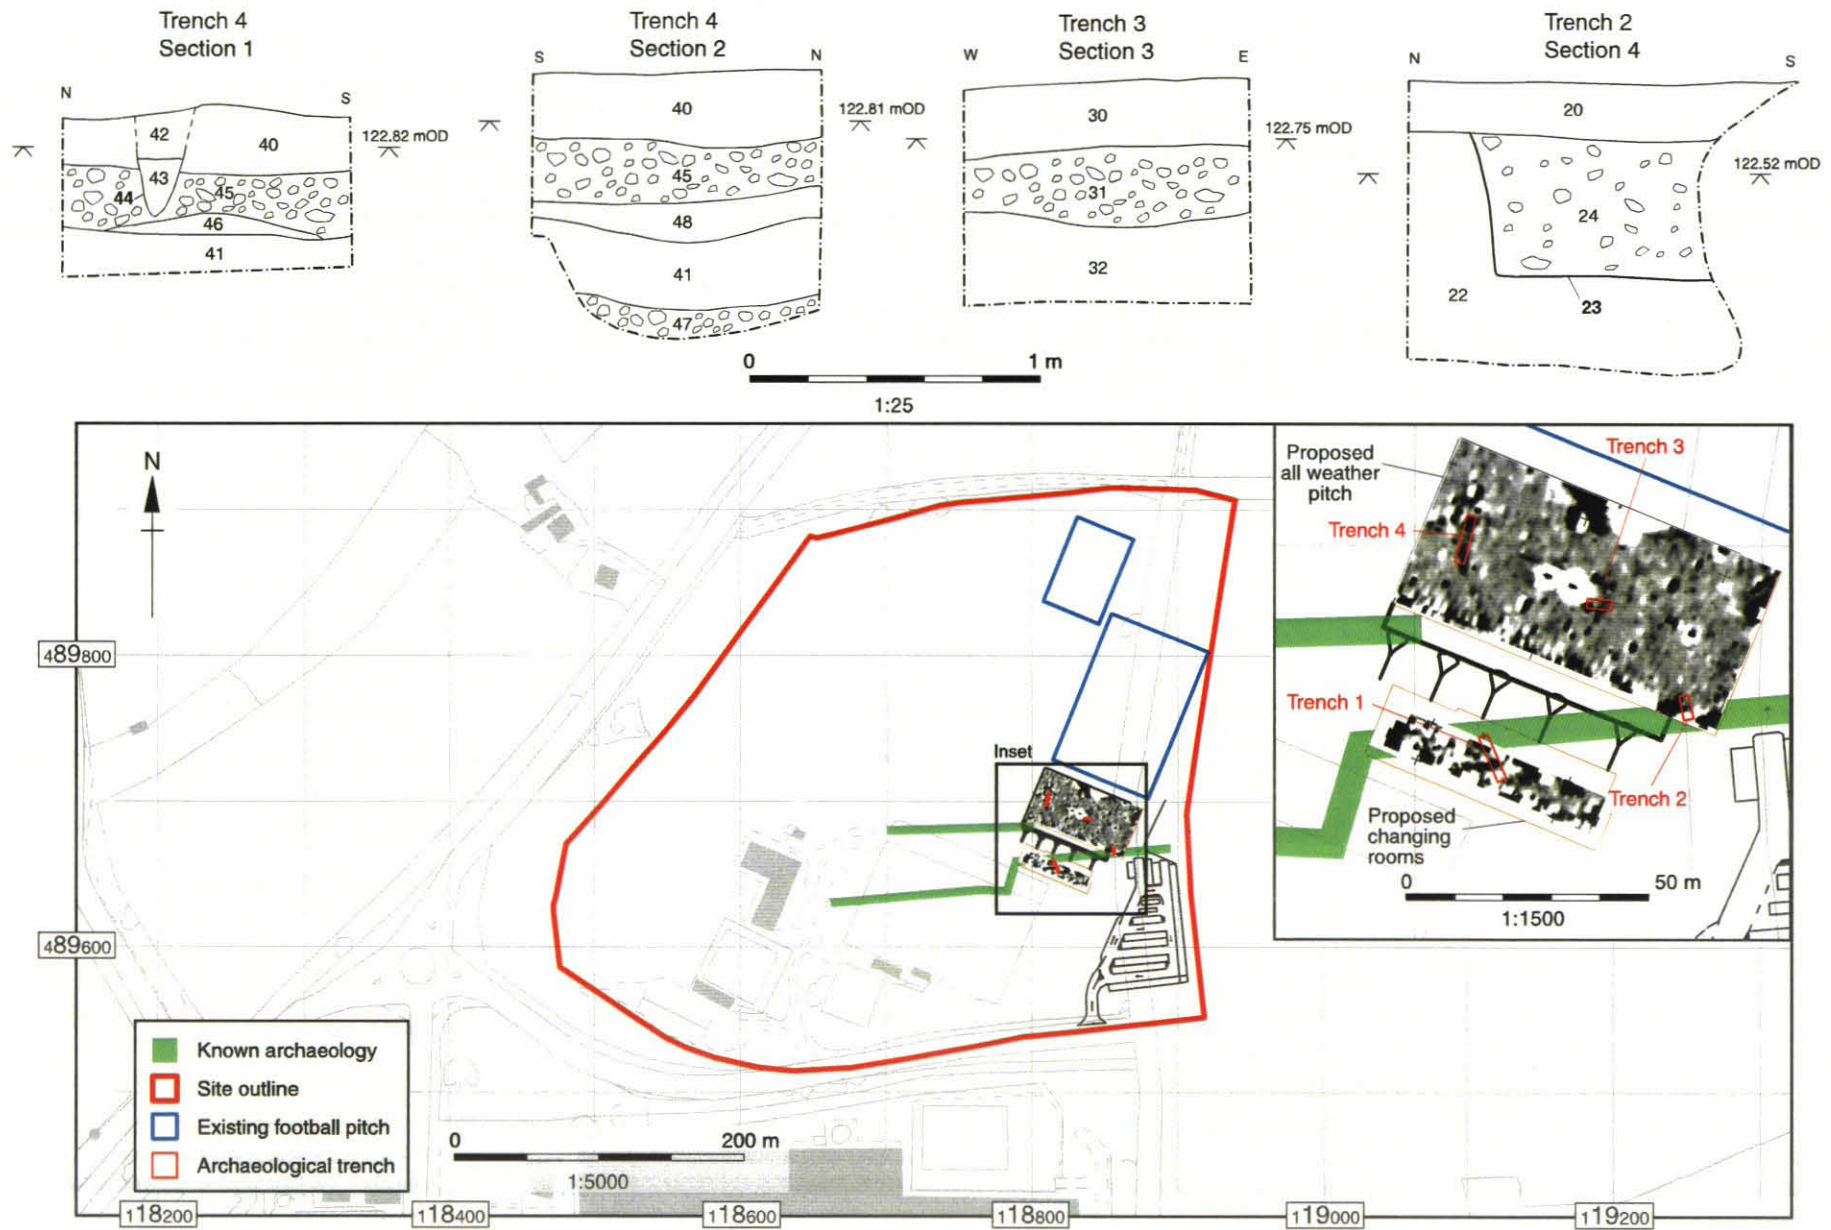 Trench 4
Section 1
N
S
42
40
43
44
45
46
41
122.82 mOD
Trench 4
Section 2
S
N
40
45
48
41
47
122.81 mOD
Trench 3
Section 3
W
E
30
31
32
122.75 mOD
Trench 2
Section 4
N
S
20
24
22
23
122.52 mOD
0
1 m
1:25
N
489800
489600
118200
118400
118600
118800
119000
119200
Inset
Known archaeology
Site outline
Existing football pitch
Archaeological trench
0
200 m
1:5000
Proposed
all weather
pitch
Trench 3
Trench 4
Trench 1
Trench 2
Proposed
changing
rooms
0
50 m
1:1500